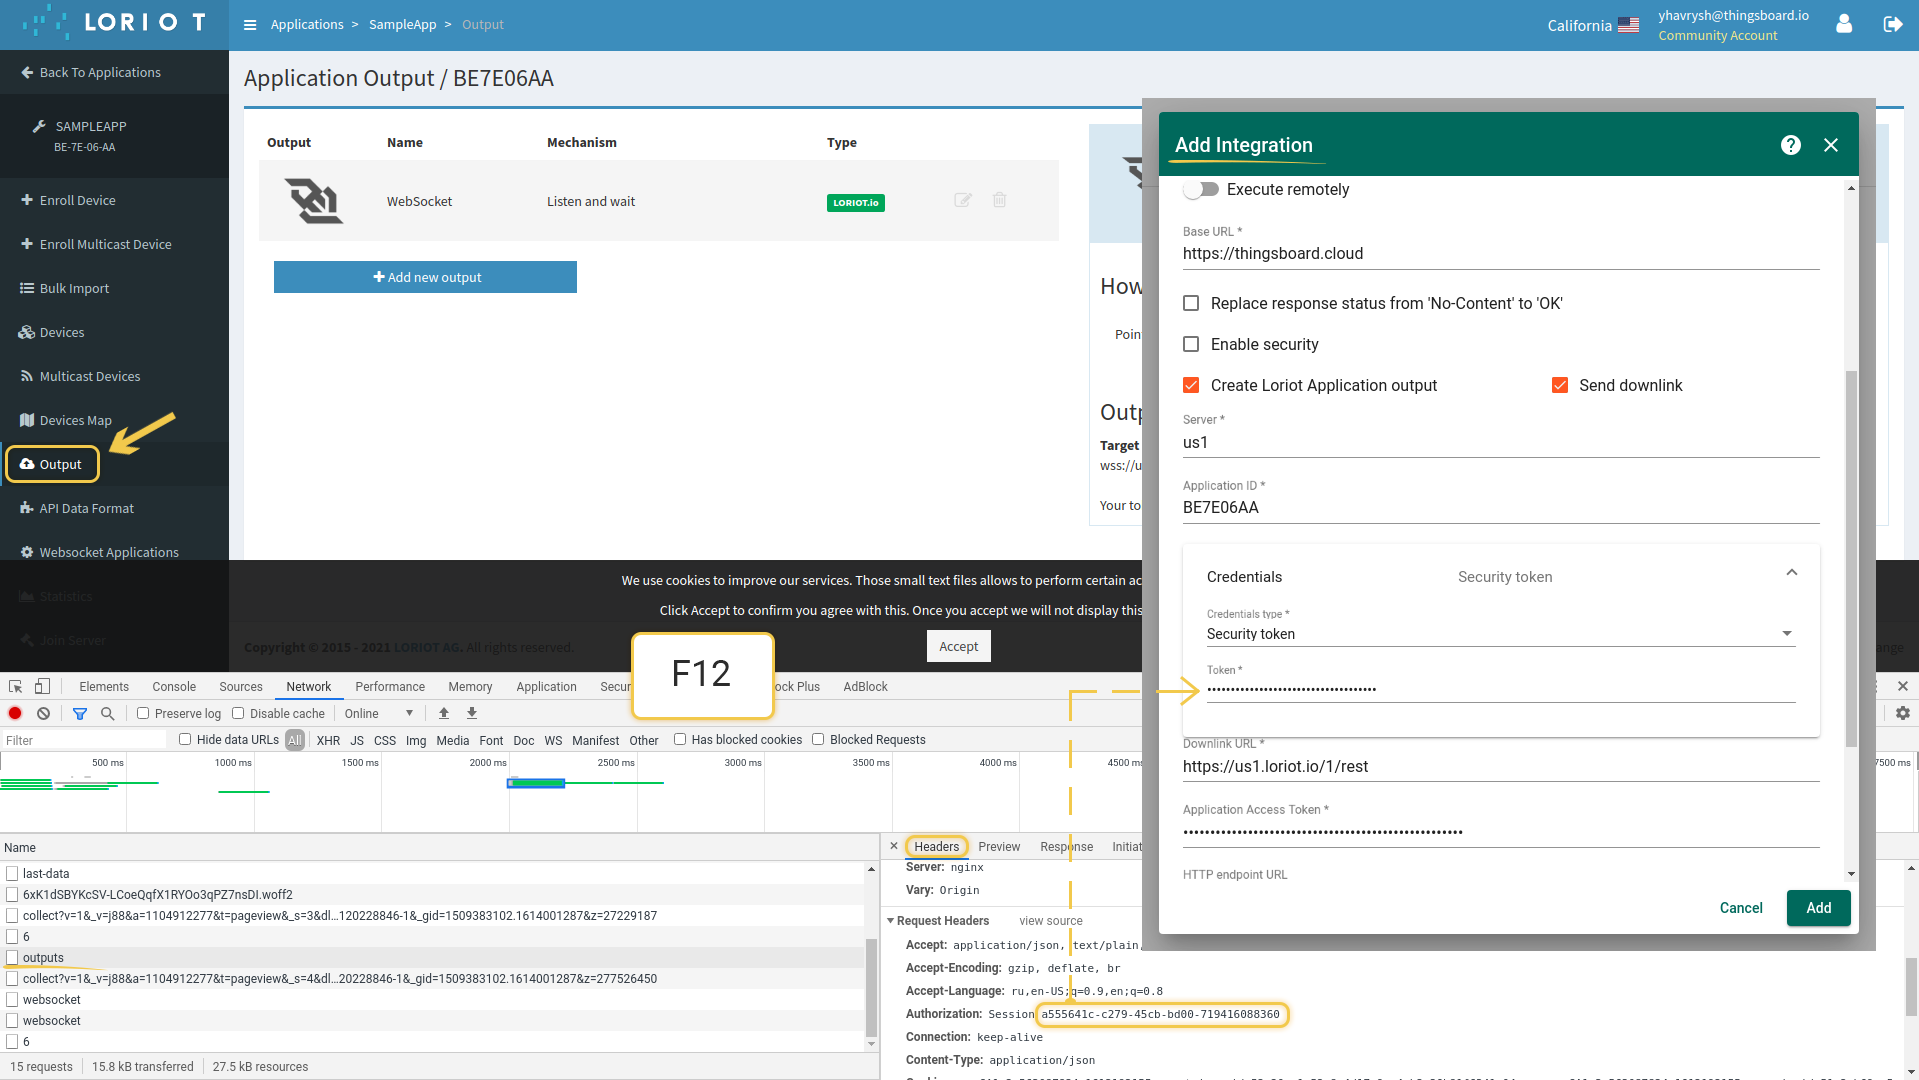 LORIOT
Applications > SampleApp > Output
California
yhavrysh@thingsboard.io
Community Account
Back To Applications
SAMPLEAPP
BE-7E-06-AA
Enroll Device
Enroll Multicast Device
Bulk Import
Devices
Multicast Devices
Devices Map
Output
API Data Format
Websocket Applications
Statistics
Join Server
Application Output / BE7E06AA
Output Name Mechanism Type
WebSocket Listen and wait LORIOT.io
Add new output
How
Poin
Outp
Target
wss://u
Your to
We use cookies to improve our services. Those small text files allows to perform certain ac
Click Accept to confirm you agree with this. Once you accept we will not display this
Accept
Copyright © 2015 - 2021 LORIOT AG. All rights reserved.
ange
F12
Add Integration
Execute remotely
Base URL *
https://thingsboard.cloud
Replace response status from 'No-Content' to 'OK'
Enable security
Create Loriot Application output
Send downlink
Server *
us1
Application ID *
BE7E06AA
Credentials Security token
Credentials type *
Security token
Token *
Downlink URL *
https://us1.loriot.io/1/rest
Application Access Token *
HTTP endpoint URL
Cancel
Add
Elements Console Sources Network Performance Memory Application Secur ock Plus AdBlock
Preserve log Disable cache Online
Filter Hide data URLs All XHR JS CSS Img Media Font Doc WS Manifest Other Has blocked cookies Blocked Requests
500 ms 1000 ms 1500 ms 2000 ms 2500 ms 3000 ms 3500 ms 4000 ms 4500 7500 ms
Name
last-data
6xK1dSBYKcSV-LCoeQqfX1RYOo3qPZ7nsDI.woff2
collect?v=1&_v=j88&a=1104912277&t=pageview&_s=3&dl…120228846-1&_gid=1509383102.1614001287&z=27229187
6
outputs
collect?v=1&_v=j88&a=1104912277&t=pageview&_s=4&dl…20228846-1&_gid=1509383102.1614001287&z=277526450
websocket
websocket
6
15 requests 15.8 kB transferred 27.5 kB resources
Headers Preview Response Initiat
Server: nginx
Vary: Origin
Request Headers view source
Accept: application/json, text/plain,
Accept-Encoding: gzip, deflate, br
Accept-Language: ru,en-US;q=0.9,en;q=0.8
Authorization: Session a555641c-c279-45cb-bd00-719416088360
Connection: keep-alive
Content-Type: application/json